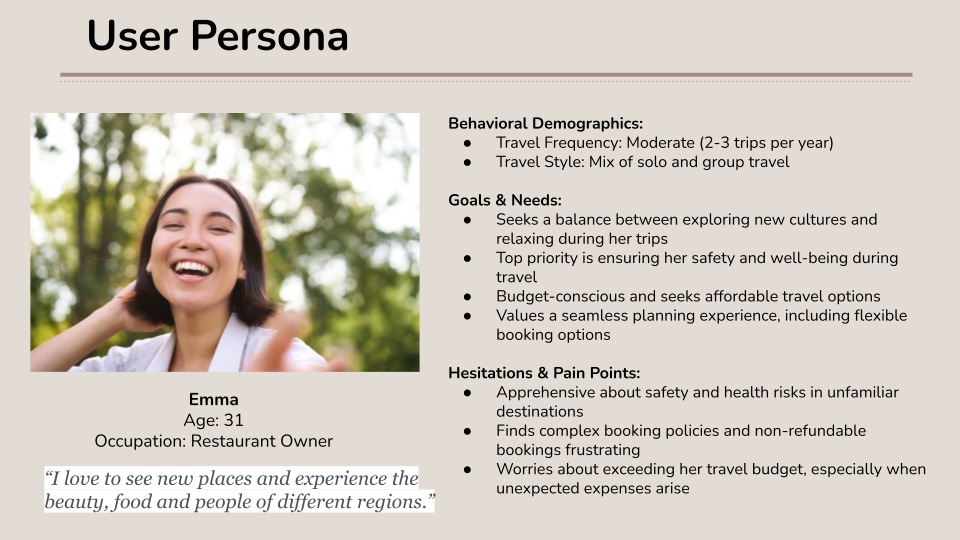 User Persona
Behavioral Demographics:
● Travel Frequency: Moderate (2-3 trips per year)
● Travel Style: Mix of solo and group travel
Goals & Needs:
● Seeks a balance between exploring new cultures and
relaxing during her trips
● Top priority is ensuring her safety and well-being during
travel
● Budget-conscious and seeks affordable travel options
● Values a seamless planning experience, including flexible
booking options
Hesitations & Pain Points:
● Apprehensive about safety and health risks in unfamiliar
destinations
● Finds complex booking policies and non-refundable
bookings frustrating
● Worries about exceeding her travel budget, especially when
unexpected expenses arise
Emma
Age: 31
Occupation: Restaurant Owner
“I love to see new places and experience the
beauty, food and people of different regions.”